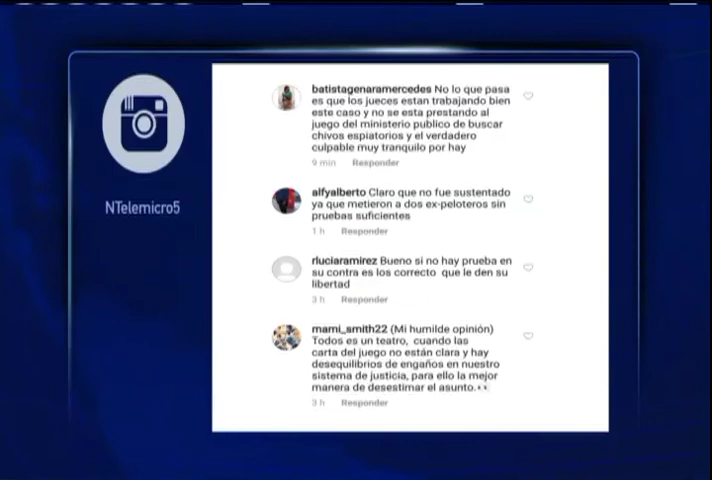 NTelemicro5
batistagenaramercedes No lo que pasa
es que los jueces estan trabajando bien
este caso y no se esta prestando al
juego del ministerio publico de buscar
chivos espiatorios y el verdadero
culpable muy tranquilo por hay
9 min Responder
alfyalberto Claro que no fue sustentado
ya que metieron a dos ex-peloteros sin
pruebas suficientes
1 h Responder
rluciaramirez Bueno si no hay prueba en
su contra es los correcto que le den su
libertad
3 h Responder
mami_smith22 (Mi humilde opinión)
Todos es un teatro, cuando las
carta del juego no están clara y hay
desequilibrios de engaños en nuestro
sistema de justicia, para ello la mejor
manera de desestimar el asunto.👀
3 h Responder